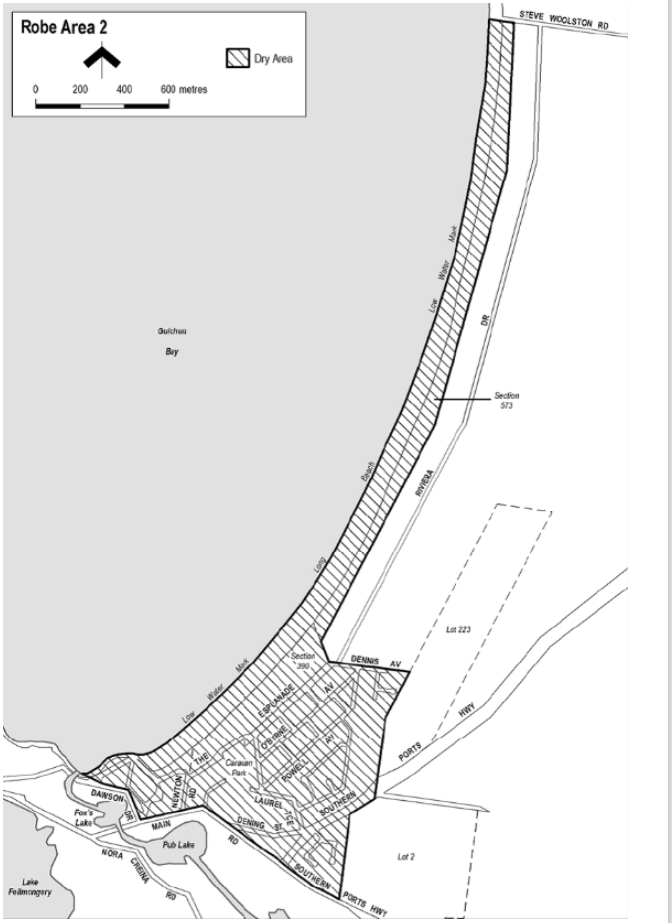 Robe Area 2
Dry Area
0 200 400 600 metres
STEVE WOOLSTON RD
Low Water Mark
Guichen
Bay
DR
Section
573
Beach
RIVIERA
Long
Lot 223
Section
390
DENNIS AV
Low Water Mark
ESPLANADE
AV
THE
O'BYRNE
PORTS HWY
Caravan
Park
POWELL
AV
NEWTON
RD
DAWSON
DR
LAUREL
TCE
SOUTHERN
Fox's
Lake
MAIN
RD
DENING ST
Pub Lake
NORA
CREINA
RD
Lot 2
SOUTHERN
PORTS HWY
Lake
Fellmongery